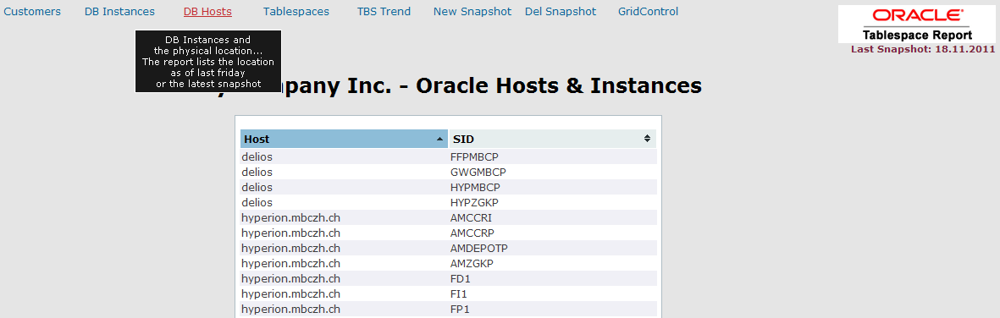 Customers DB Instances DB Hosts Tablespaces TBS Trend New Snapshot Del Snapshot GridControl
ORACLE
Tablespace Report
Last Snapshot: 18.11.2011
DB Instances and
the physical location...
The report lists the location
as of last friday
or the latest snapshot
Inc. - Oracle Hosts & Instances
Host SID
delios FFPMBCP
delios GWGMBCP
delios HYPMBCP
delios HYPZGKP
hyperion.mbczh.ch AMCCRI
hyperion.mbczh.ch AMCCRP
hyperion.mbczh.ch AMDEPOTP
hyperion.mbczh.ch AMZGKP
hyperion.mbczh.ch FD1
hyperion.mbczh.ch FI1
hyperion.mbczh.ch FP1